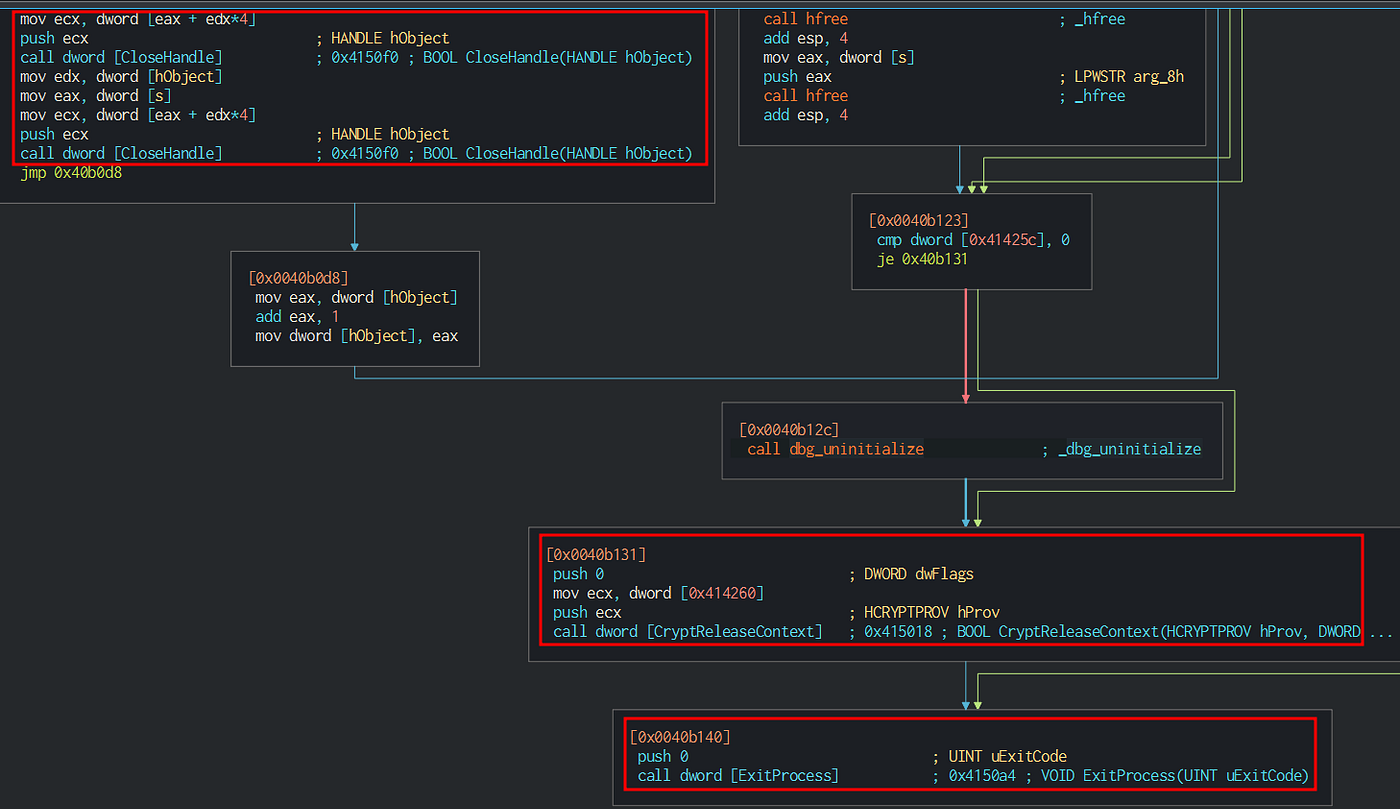 mov ecx, dword [eax + edx*4]
push ecx ; HANDLE hObject
call dword [CloseHandle] ; 0x4150f0 ; BOOL CloseHandle(HANDLE hObject)
mov edx, dword [hObject]
mov eax, dword [s]
mov ecx, dword [eax + edx*4]
push ecx ; HANDLE hObject
call dword [CloseHandle] ; 0x4150f0 ; BOOL CloseHandle(HANDLE hObject)
jmp 0x40b0d8
call hfree ; _hfree
add esp, 4
mov eax, dword [s]
push eax ; LPWSTR arg_8h
call hfree ; _hfree
add esp, 4
[0x0040b123]
cmp dword [0x41425c], 0
je 0x40b131
[0x0040b0d8]
mov eax, dword [hObject]
add eax, 1
mov dword [hObject], eax
[0x0040b12c]
call dbg_uninitialize ; _dbg_uninitialize
[0x0040b131]
push 0 ; DWORD dwFlags
mov ecx, dword [0x414260]
push ecx ; HCRYPTPROV hProv
call dword [CryptReleaseContext] ; 0x415018 ; BOOL CryptReleaseContext(HCRYPTPROV hProv, DWORD ...
[0x0040b140]
push 0 ; UINT uExitCode
call dword [ExitProcess] ; 0x4150a4 ; VOID ExitProcess(UINT uExitCode)